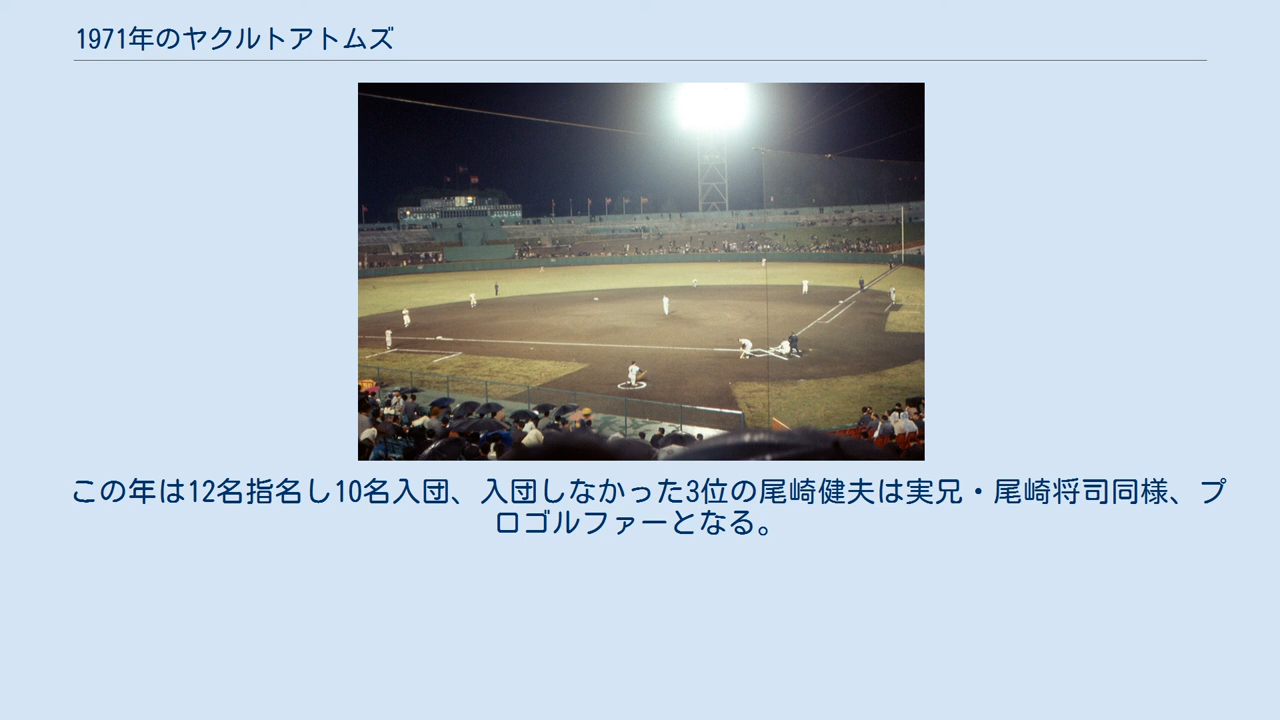 1971年のヤクルトアトムズ
この年は12名指名し10名入団、入団しなかった3位の尾崎健夫は実兄・尾崎将司同様、プ
ロゴルファーとなる。